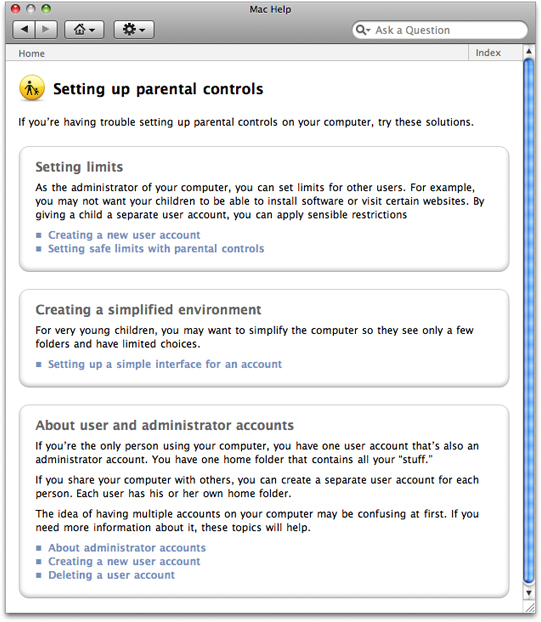 Mac Help
Ask a Question
Home
Index
Setting up parental controls
If you're having trouble setting up parental controls on your computer, try these solutions.
Setting limits
As the administrator of your computer, you can set limits for other users. For example,
you may not want your children to be able to install software or visit certain websites. By
giving a child a separate user account, you can apply sensible restrictions
Creating a new user account
Setting safe limits with parental controls
Creating a simplified environment
For very young children, you may want to simplify the computer so they see only a few
folders and have limited choices.
Setting up a simple interface for an account
About user and administrator accounts
If you're the only person using your computer, you have one user account that's also an
administrator account. You have one home folder that contains all your "stuff."
If you share your computer with others, you can create a separate user account for each
person. Each user has his or her own home folder.
The idea of having multiple accounts on your computer may be confusing at first. If you
need more information about it, these topics will help.
About administrator accounts
Creating a new user account
Deleting a user account